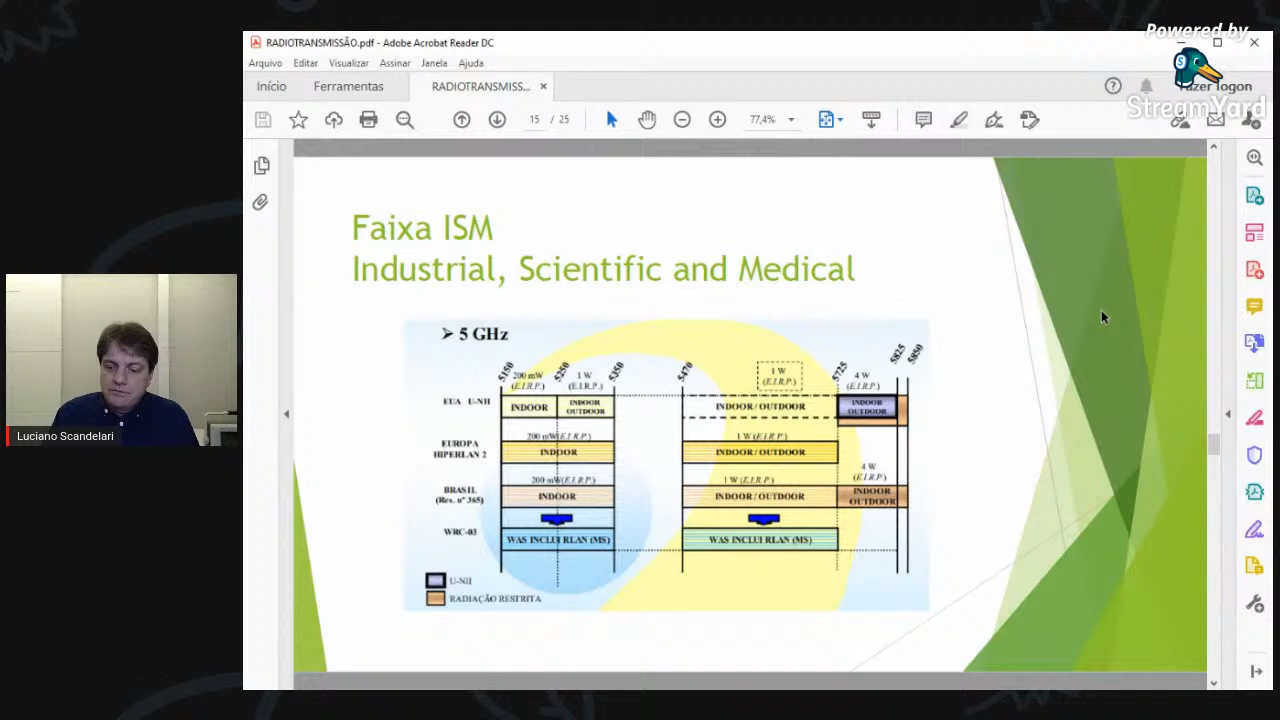 Powered by
StreamYard
RADIOTRANSMISSÃO.pdf - Adobe Acrobat Reader DC
Arquivo Editar Visualizar Assinar Janela Ajuda
Início Ferramentas RADIOTRANSMISS... × Fazer logon
15 / 25 77,4%
Faixa ISM
Industrial, Scientific and Medical
➢ 5 GHz
5150 5250 5350 5470 5725 5825 5850
200 mW (E.I.R.P.) 1 W (E.I.R.P.) 1 W (E.I.R.P.) 4 W (E.I.R.P.)
EUA U-NII INDOOR INDOOR OUTDOOR INDOOR / OUTDOOR INDOOR OUTDOOR
200 mW(E.I.R.P.) 1 W (E.I.R.P.)
EUROPA HIPERLAN 2 INDOOR INDOOR / OUTDOOR
200 mW(E.I.R.P.) 1 W (E.I.R.P.) 4 W (E.I.R.P.)
BRASIL (Res. nº 365) INDOOR INDOOR / OUTDOOR INDOOR OUTDOOR
WRC-03 WAS INCLUI RLAN (MS) WAS INCLUI RLAN (MS)
U-NII
RADIAÇÃO RESTRITA
Luciano Scandelari